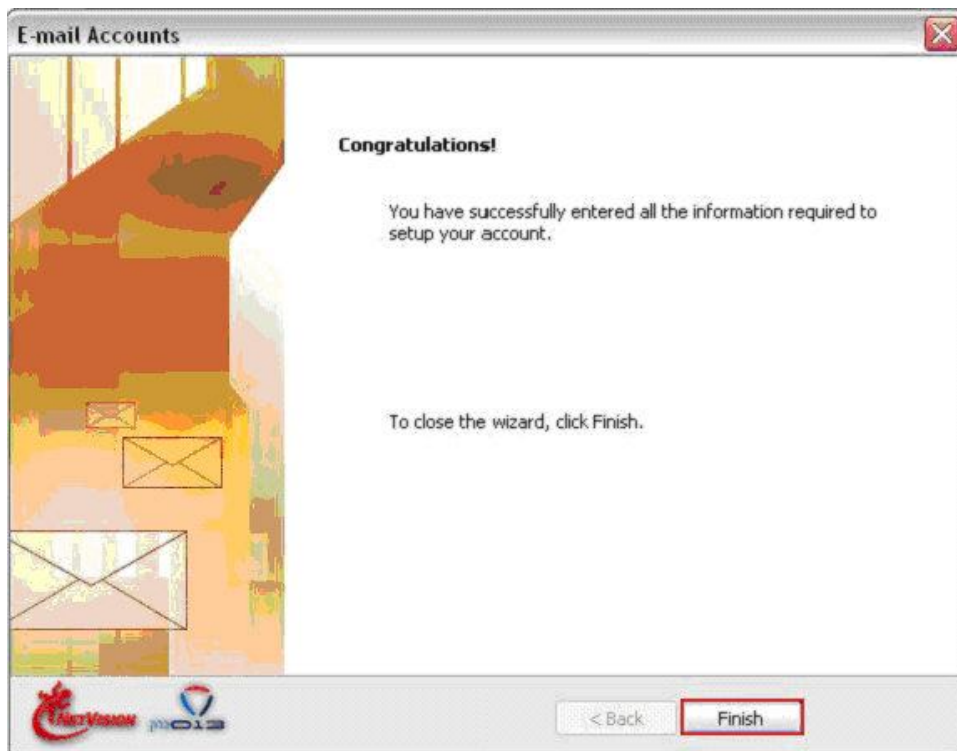 E-mail Accounts
Congratulations!
You have successfully entered all the information required to
setup your account.
To close the wizard, click Finish.
NetVision
013
< Back
Finish